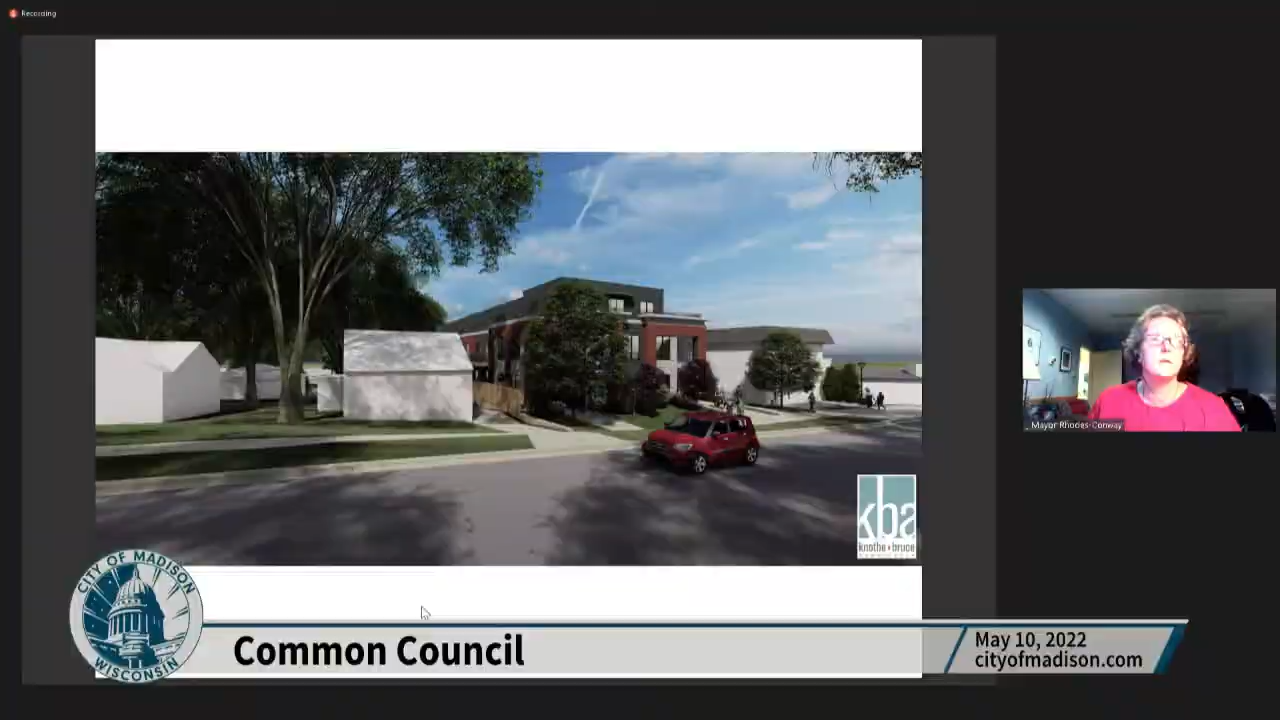 Recording
Mayor Rhodes-Conway
kba
knothe • bruce
CITY OF MADISON
WISCONSIN
Common Council
May 10, 2022
cityofmadison.com